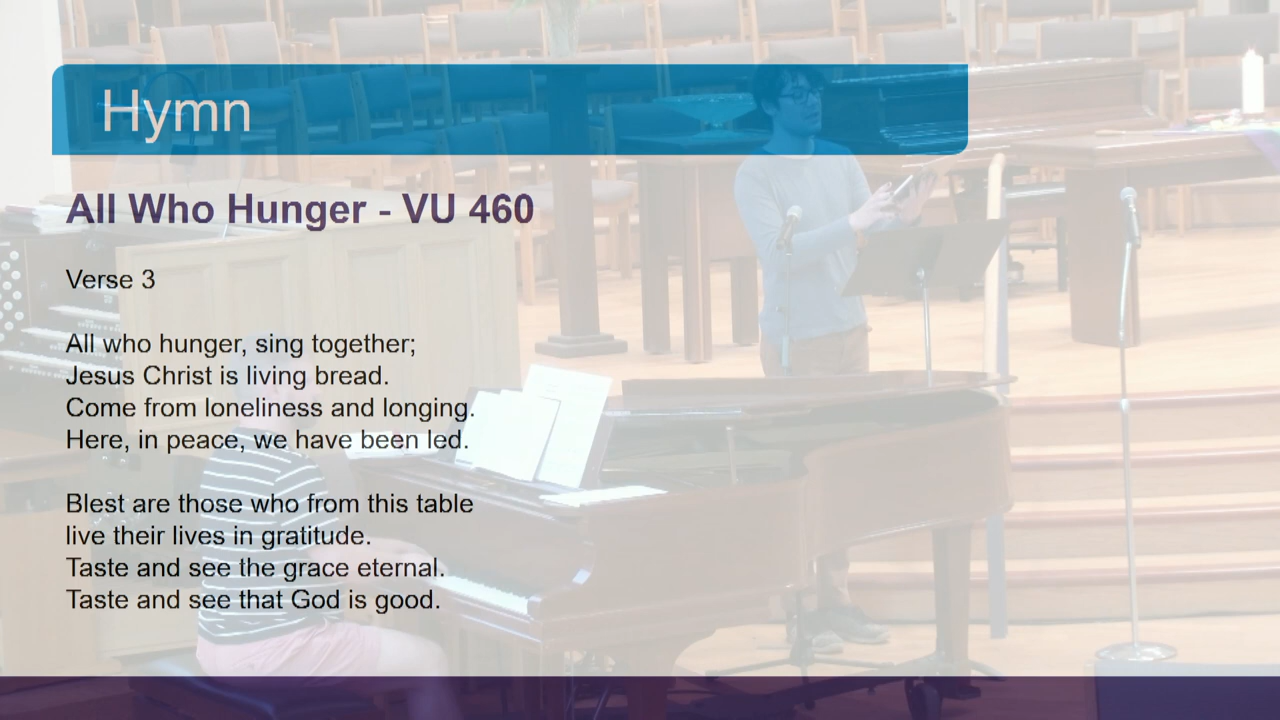 Hymn
All Who Hunger - VU 460
Verse 3
All who hunger, sing together;
Jesus Christ is living bread.
Come from loneliness and longing.
Here, in peace, we have been led.
Blest are those who from this table
live their lives in gratitude.
Taste and see the grace eternal.
Taste and see that God is good.